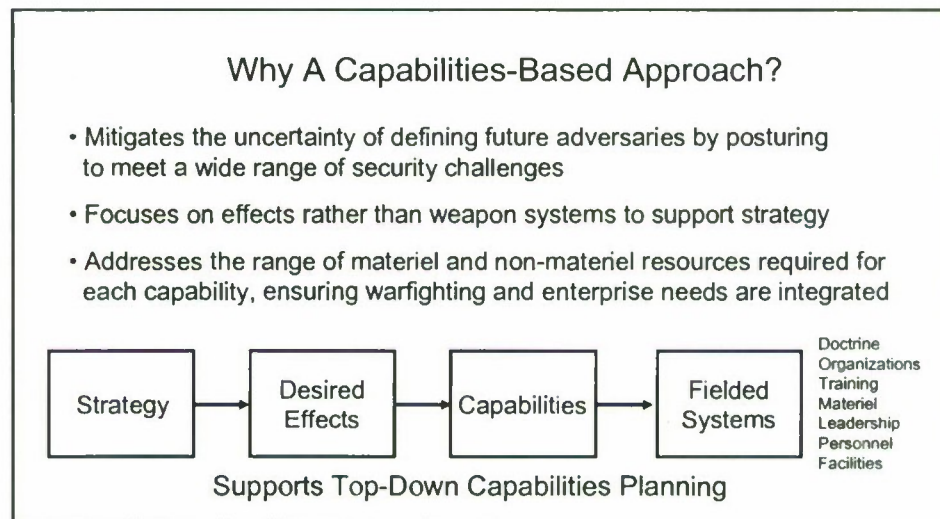 Why A Capabilities-Based Approach?
• Mitigates the uncertainty of defining future adversaries by posturing
to meet a wide range of security challenges
• Focuses on effects rather than weapon systems to support strategy
• Addresses the range of materiel and non-materiel resources required for
each capability, ensuring warfighting and enterprise needs are integrated
Strategy
Desired
Effects
Capabilities
Fielded
Systems
Doctrine
Organizations
Training
Materiel
Leadership
Personnel
Facilities
Supports Top-Down Capabilities Planning